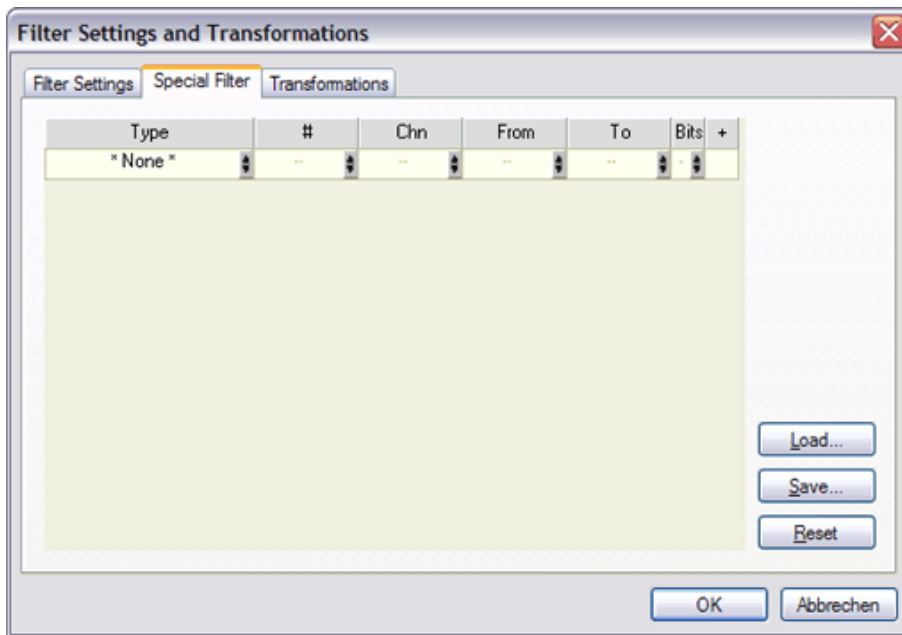 Filter Settings and Transformations
Filter Settings Special Filter Transformations
Type # Chn From To Bits +
* None * -- -- -- -- -
Load...
Save...
Reset
OK Abbrechen